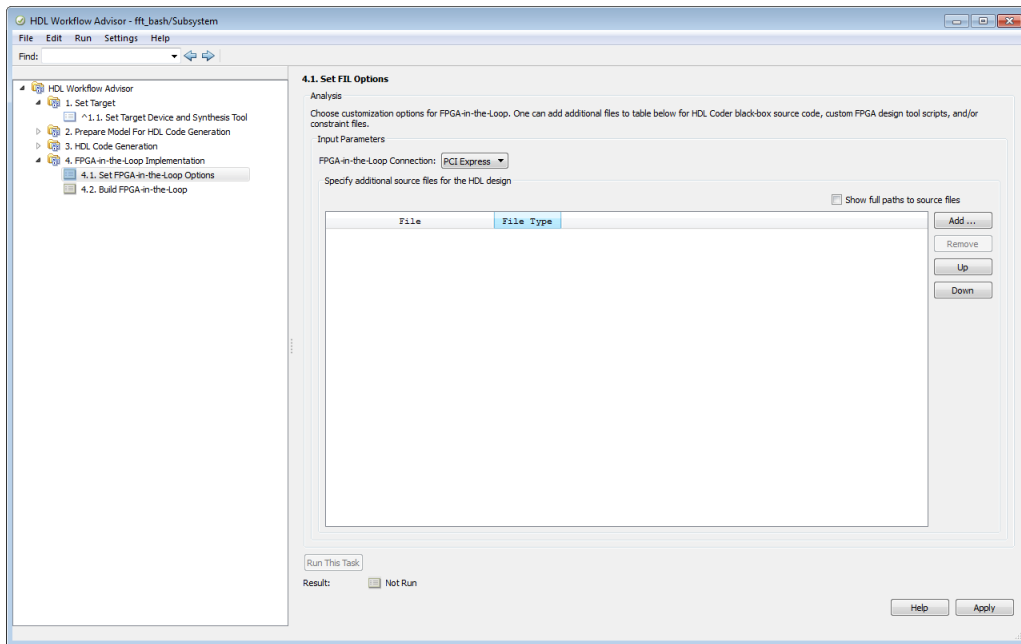 HDL Workflow Advisor - fft_bash/Subsystem
File Edit Run Settings Help
Find:
HDL Workflow Advisor
1. Set Target
^1.1. Set Target Device and Synthesis Tool
2. Prepare Model For HDL Code Generation
3. HDL Code Generation
4. FPGA-in-the-Loop Implementation
4.1. Set FPGA-in-the-Loop Options
4.2. Build FPGA-in-the-Loop
4.1. Set FIL Options
Analysis
Choose customization options for FPGA-in-the-Loop. One can add additional files to table below for HDL Coder black-box source code, custom FPGA design tool scripts, and/or
constraint files.
Input Parameters
FPGA-in-the-Loop Connection: PCI Express
Specify additional source files for the HDL design
Show full paths to source files
File File Type
Add ...
Remove
Up
Down
Run This Task
Result: Not Run
Help Apply